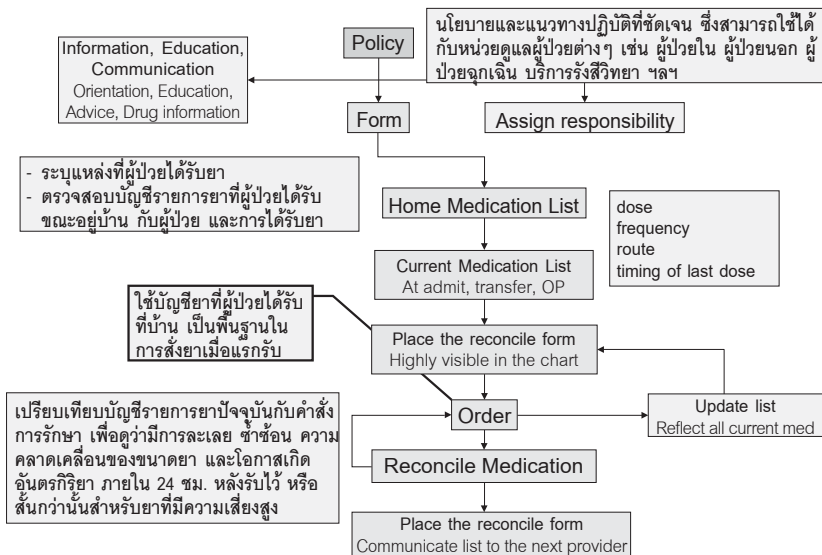 Information, Education,
Communication
Orientation, Education,
Advice, Drug information
Policy
นโยบายและแนวทางปฏิบัติที่ชัดเจน ซึ่งสามารถใช้ได้
กับหน่วยดูแลผู้ป่วยต่างๆ เช่น ผู้ป่วยใน ผู้ป่วยนอก ผู้
ป่วยฉุกเฉิน บริการรังสีวิทยา ฯลฯ
Form
Assign responsibility
- ระบุแหล่งที่ผู้ป่วยได้รับยา
- ตรวจสอบบัญชีรายการยาที่ผู้ป่วยได้รับ
ขณะอยู่บ้าน กับผู้ป่วย และการได้รับยา
Home Medication List
dose
frequency
route
timing of last dose
Current Medication List
At admit, transfer, OP
ใช้บัญชียาที่ผู้ป่วยได้รับ
ที่บ้าน เป็นพื้นฐานใน
การสั่งยาเมื่อแรกรับ
Place the reconcile form
Highly visible in the chart
เปรียบเทียบบัญชีรายการยาปัจจุบันกับคำสั่ง
การรักษา เพื่อดูว่ามีการละเลย ซ้ำซ้อน ความ
คลาดเคลื่อนของขนาดยา และโอกาสเกิด
อันตรกิริยา ภายใน 24 ชม. หลังรับไว้ หรือ
สั้นกว่านั้นสำหรับยาที่มีความเสี่ยงสูง
Order
Update list
Reflect all current med
Reconcile Medication
Place the reconcile form
Communicate list to the next provider